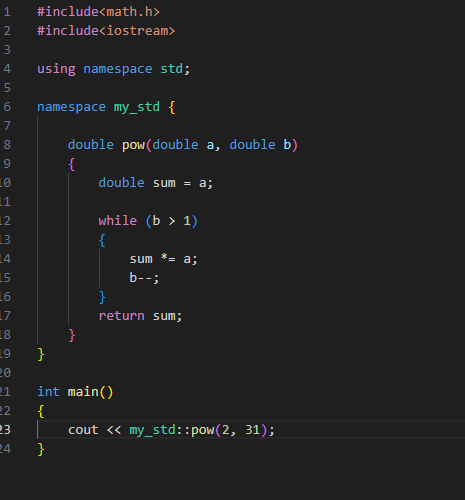 1 #include<math.h>
2 #include<iostream>
3
4 using namespace std;
5
6 namespace my_std {
7
8     double pow(double a, double b)
9     {
10         double sum = a;
11
12         while (b > 1)
13         {
14             sum *= a;
15             b--;
16         }
17         return sum;
18     }
19 }
20
21 int main()
22 {
23     cout << my_std::pow(2, 31);
24 }